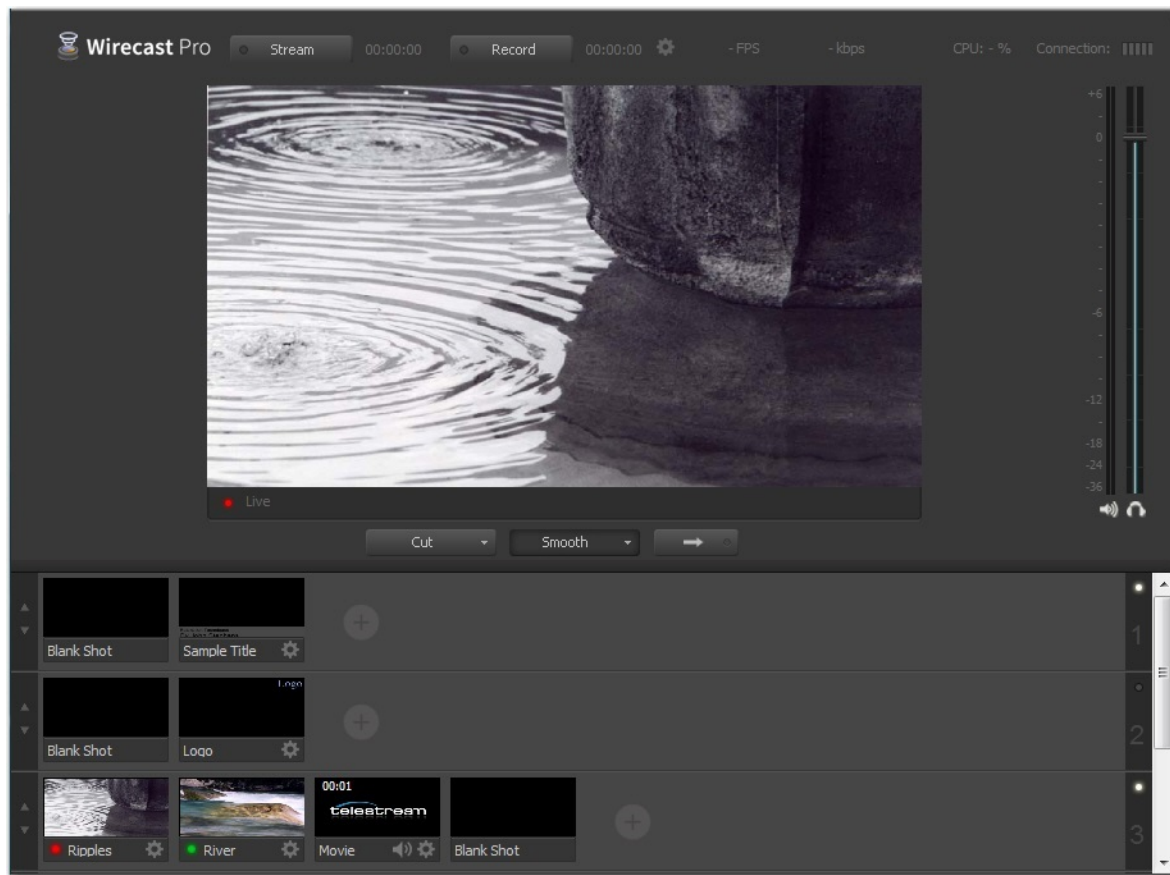 Wirecast Pro Stream 00:00:00 Record 00:00:00 - FPS - kbps CPU: - % Connection:
+6
0
-6
-12
-18
-24
-36
Live
Cut Smooth
Blank Shot Sample Title 1
Logo
Blank Shot Logo 2
00:01
telestream
Ripples River Movie Blank Shot 3